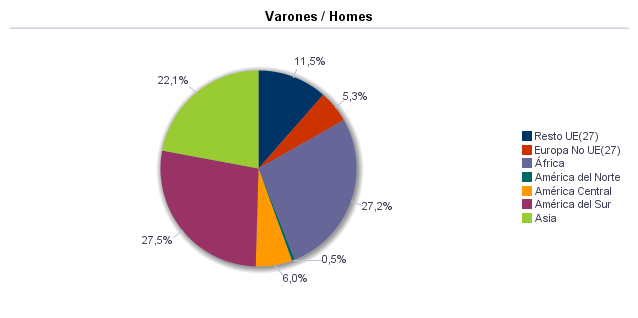 Varones / Homes
11,5%
5,3%
27,2%
0,5%
6,0%
27,5%
22,1%
Resto UE(27)
Europa No UE(27)
África
América del Norte
América Central
América del Sur
Asia